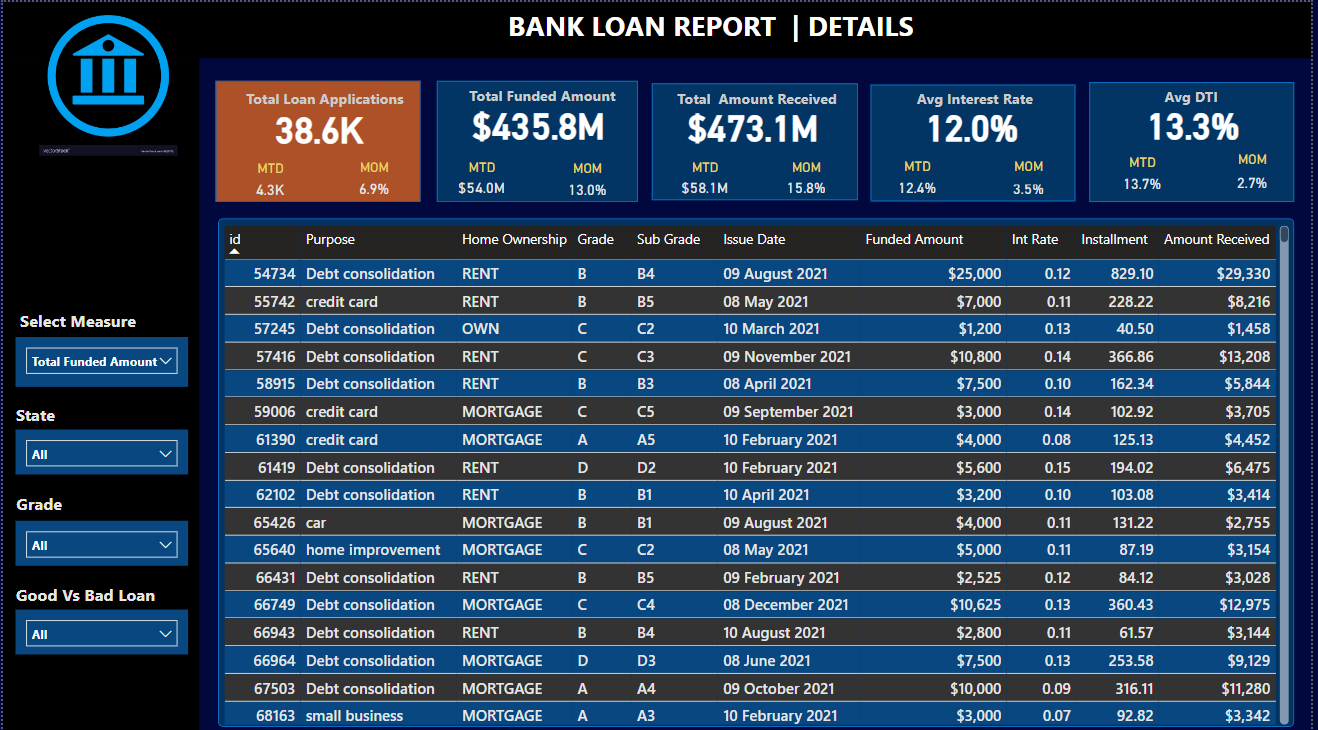 BANK LOAN REPORT | DETAILS
VectorStock
Total Loan Applications
38.6K
MTD MOM
4.3K 6.9%
Total Funded Amount
$435.8M
MTD MOM
$54.0M 13.0%
Total Amount Received
$473.1M
MTD MOM
$58.1M 15.8%
Avg Interest Rate
12.0%
MTD MOM
12.4% 3.5%
Avg DTI
13.3%
MTD MOM
13.7% 2.7%
Select Measure
Total Funded Amount
State
All
Grade
All
Good Vs Bad Loan
All
id Purpose Home Ownership Grade Sub Grade Issue Date Funded Amount Int Rate Installment Amount Received
54734 Debt consolidation RENT B B4 09 August 2021 $25,000 0.12 829.10 $29,330
55742 credit card RENT B B5 08 May 2021 $7,000 0.11 228.22 $8,216
57245 Debt consolidation OWN C C2 10 March 2021 $1,200 0.13 40.50 $1,458
57416 Debt consolidation RENT C C3 09 November 2021 $10,800 0.14 366.86 $13,208
58915 Debt consolidation RENT B B3 08 April 2021 $7,500 0.10 162.34 $5,844
59006 credit card MORTGAGE C C5 09 September 2021 $3,000 0.14 102.92 $3,705
61390 credit card MORTGAGE A A5 10 February 2021 $4,000 0.08 125.13 $4,452
61419 Debt consolidation RENT D D2 10 February 2021 $5,600 0.15 194.02 $6,475
62102 Debt consolidation RENT B B1 10 April 2021 $3,200 0.10 103.08 $3,414
65426 car MORTGAGE B B1 09 August 2021 $4,000 0.11 131.22 $2,755
65640 home improvement MORTGAGE C C2 08 May 2021 $5,000 0.11 87.19 $3,154
66431 Debt consolidation RENT B B5 09 February 2021 $2,525 0.12 84.12 $3,028
66749 Debt consolidation MORTGAGE C C4 08 December 2021 $10,625 0.13 360.43 $12,975
66943 Debt consolidation RENT B B4 10 August 2021 $2,800 0.11 61.57 $3,144
66964 Debt consolidation MORTGAGE D D3 08 June 2021 $7,500 0.13 253.58 $9,129
67503 Debt consolidation MORTGAGE A A4 09 October 2021 $10,000 0.09 316.11 $11,280
68163 small business MORTGAGE A A3 10 February 2021 $3,000 0.07 92.82 $3,342